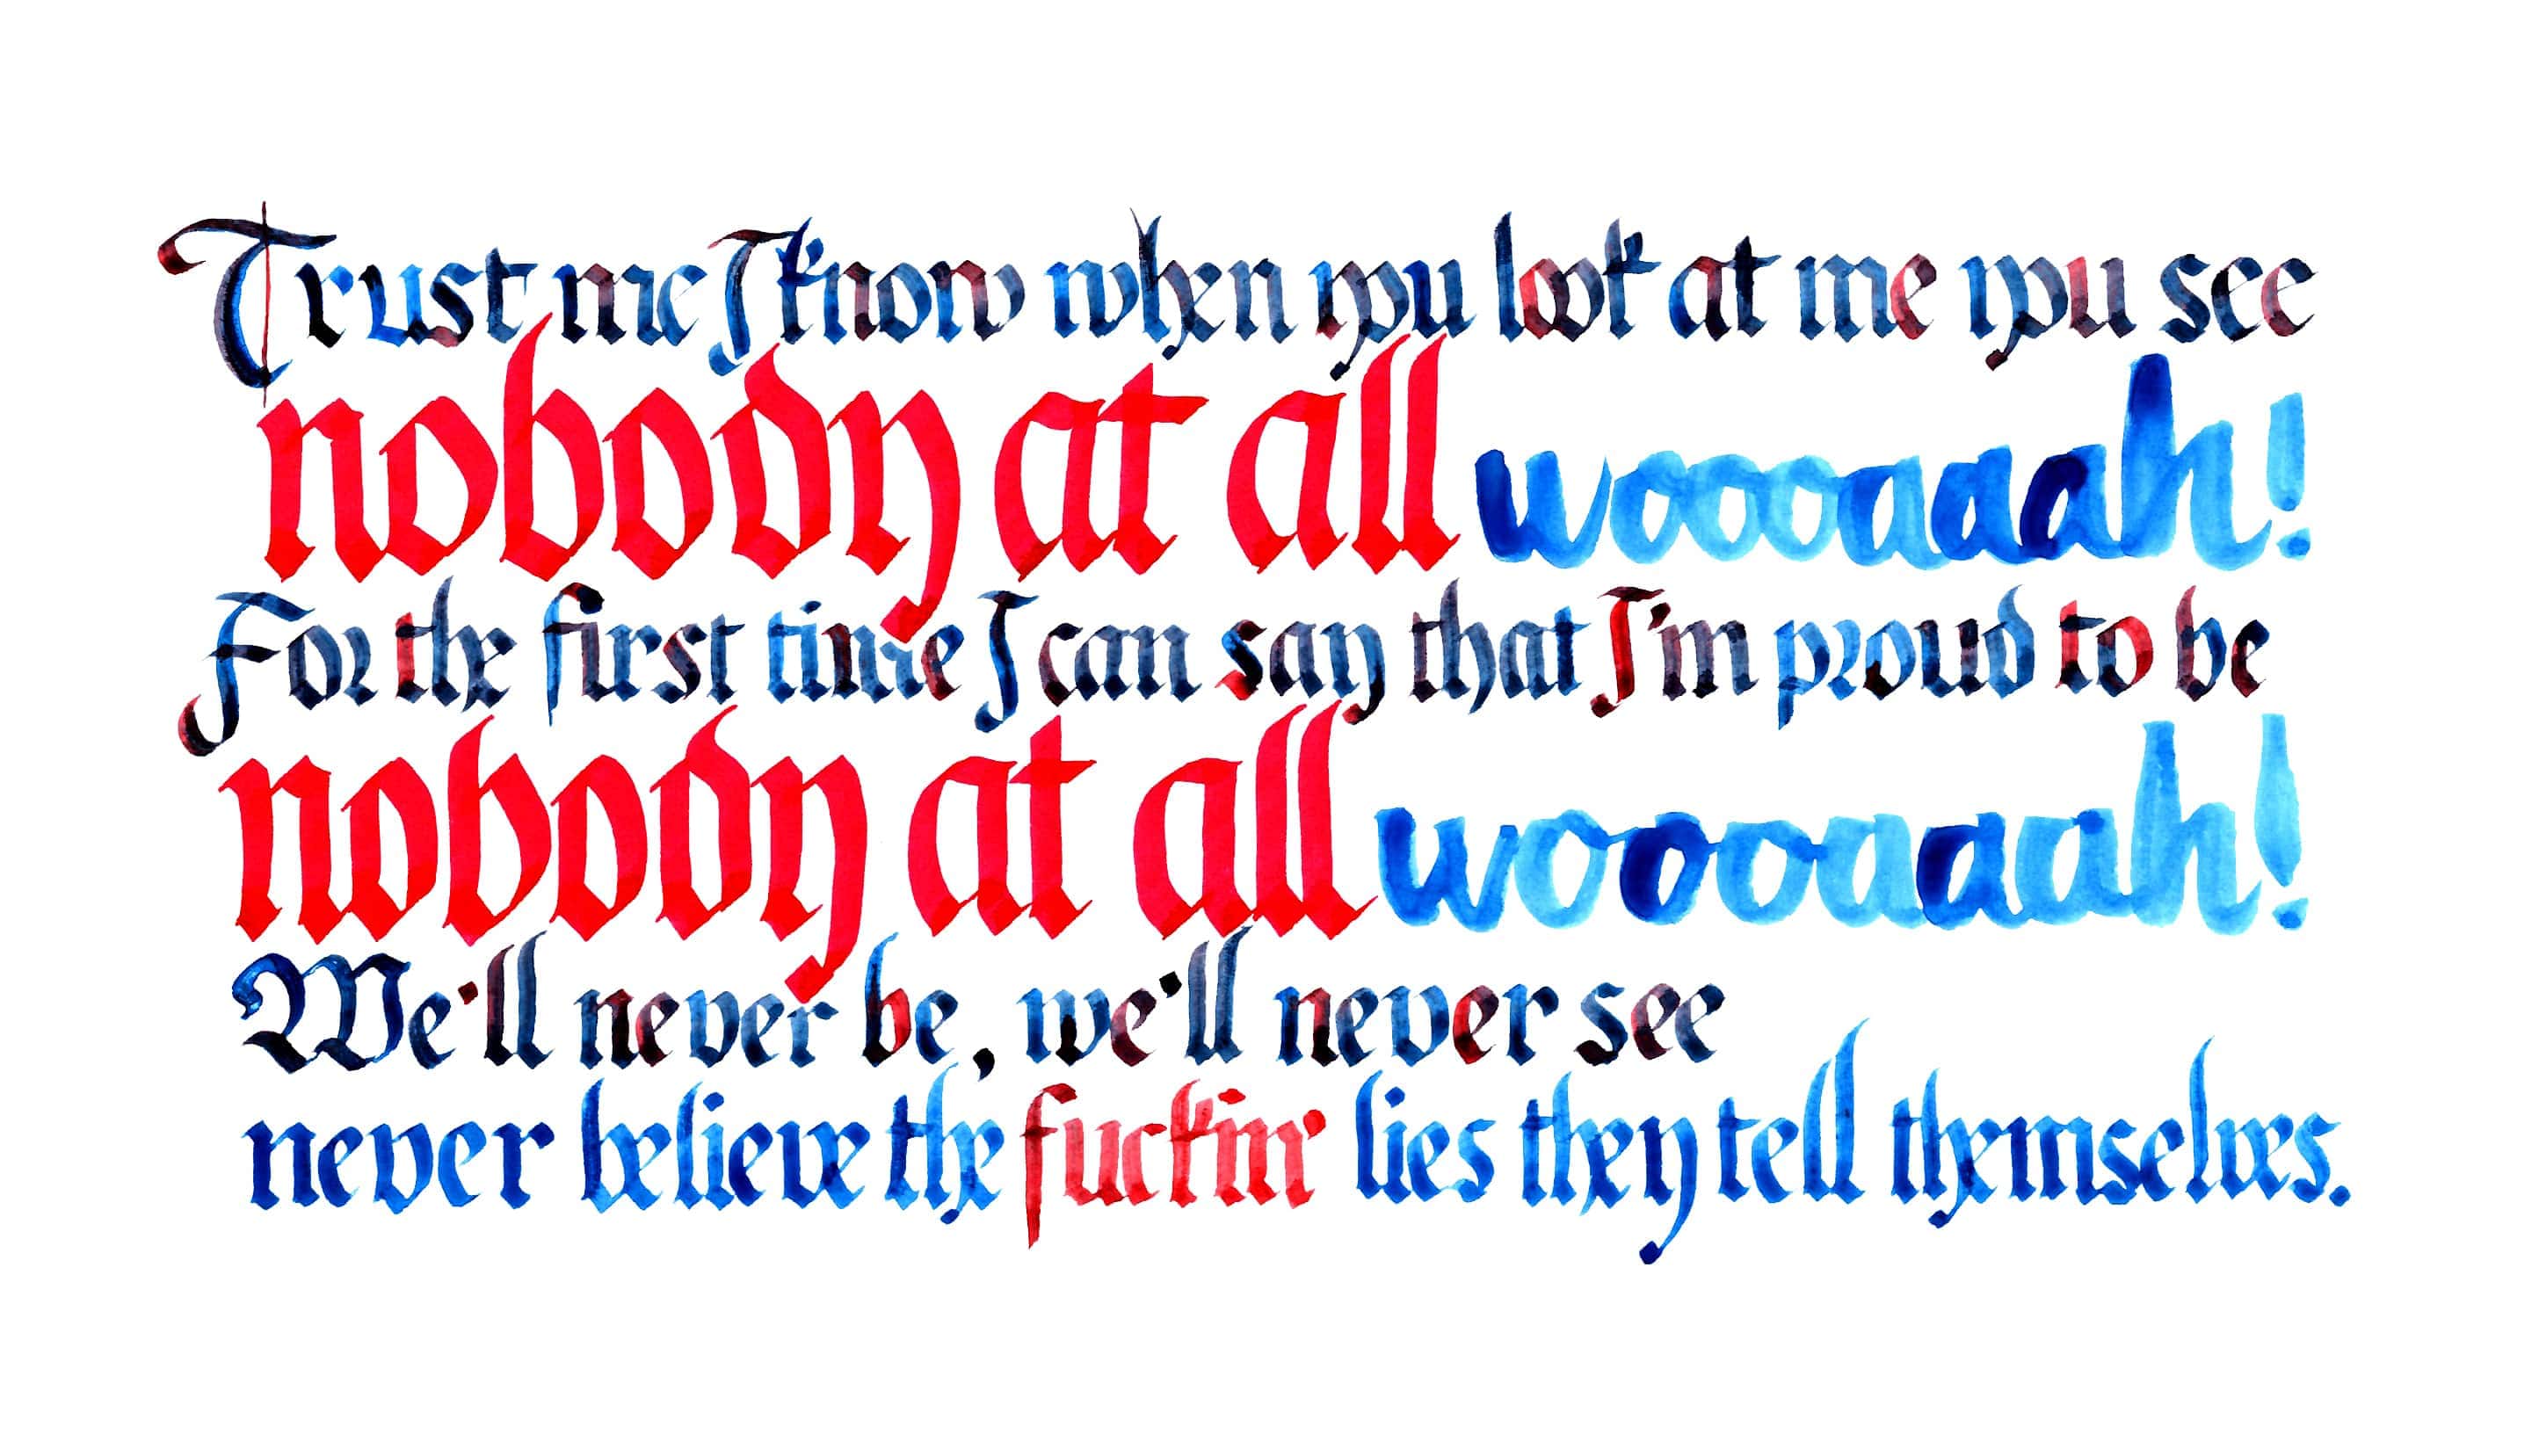 Trust me I know when you look at me you see
nobody at all woooaaah!
For the first time I can say that I'm proud to be
nobody at all woooaaah!
We'll never be, we'll never see
never believe the fuckin' lies they tell themselves.